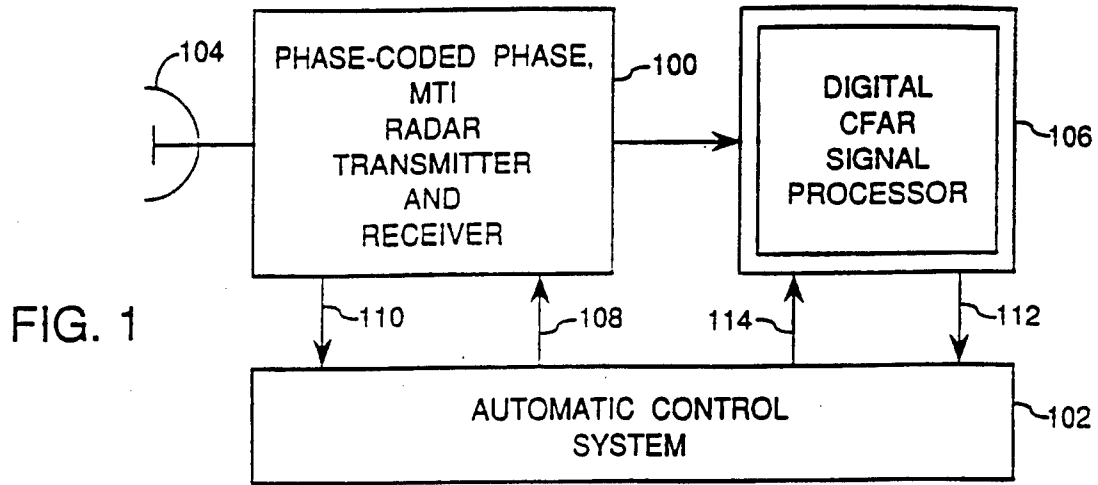 104
PHASE-CODED PHASE,
MTI
RADAR
TRANSMITTER
AND
RECEIVER
100
DIGITAL
CFAR
SIGNAL
PROCESSOR
106
FIG. 1
110
108
114
112
AUTOMATIC CONTROL
SYSTEM
102